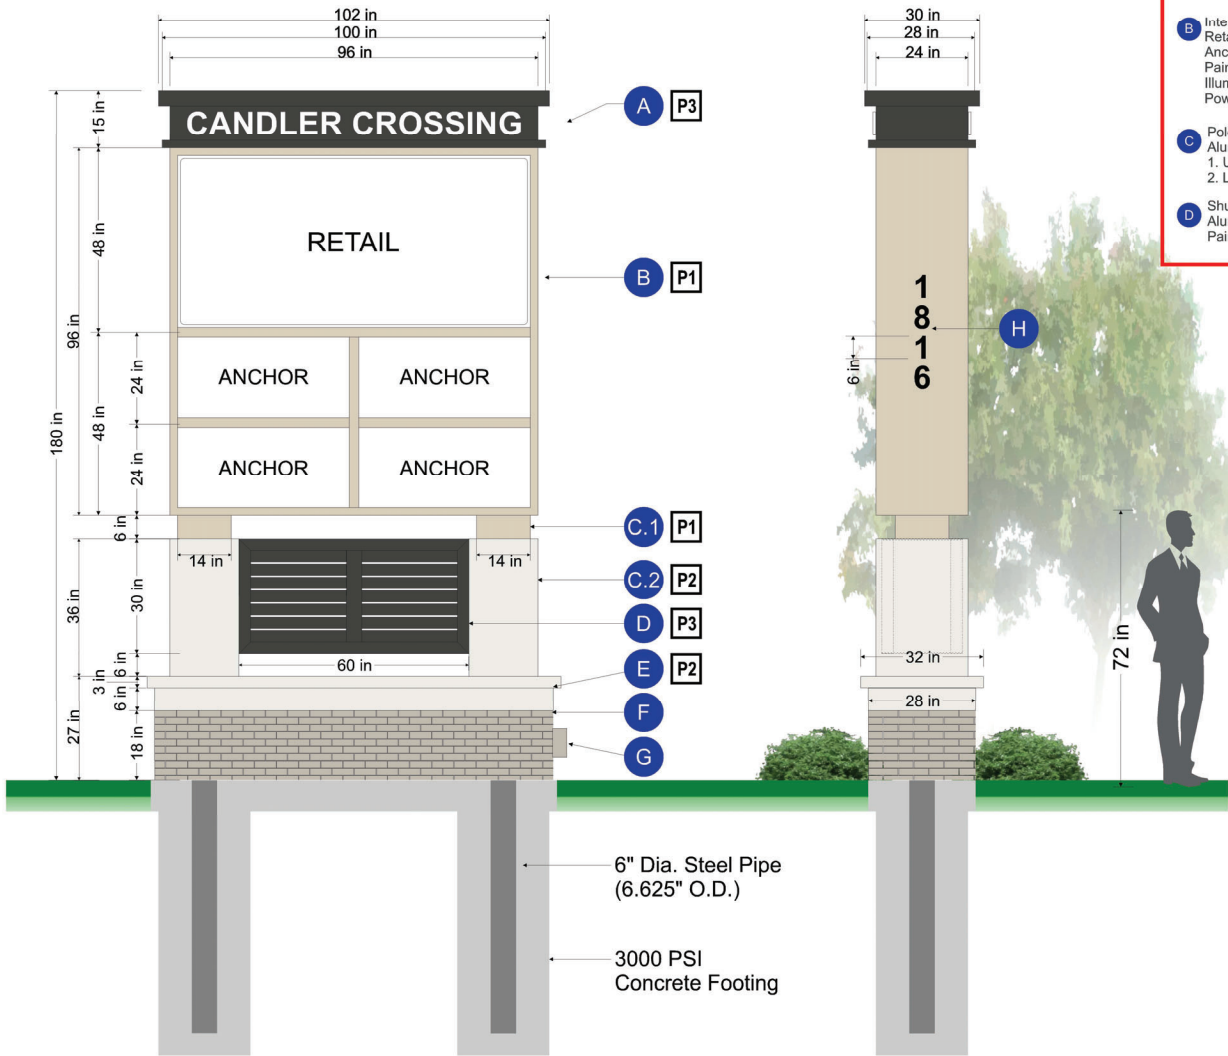 102 in
100 in
96 in
30 in
28 in
24 in
15 in
CANDLER CROSSING
A P3
B
C
1.
2.
D
48 in
RETAIL
B P1
96 in
180 in
1
8
1
6
H
6 in
24 in
48 in
ANCHOR ANCHOR
24 in
ANCHOR ANCHOR
6 in
C.1 P1
14 in 14 in
C.2 P2
36 in
30 in
D P3
72 in
6 in
60 in
32 in
E P2
3 in
6 in
28 in
F
27 in
18 in
G
6" Dia. Steel Pipe
(6.625" O.D.)
3000 PSI
Concrete Footing